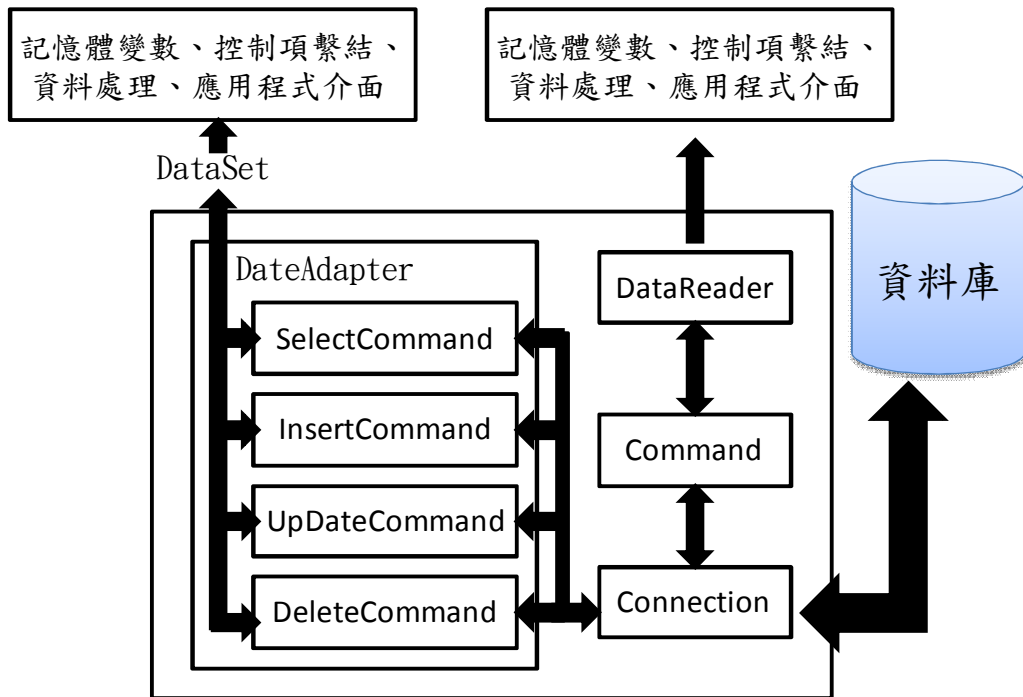 記憶體變數、控制項繫結、
資料處理、應用程式介面
記憶體變數、控制項繫結、
資料處理、應用程式介面
DataSet
DateAdapter
SelectCommand
InsertCommand
UpDateCommand
DeleteCommand
DataReader
Command
Connection
資料庫